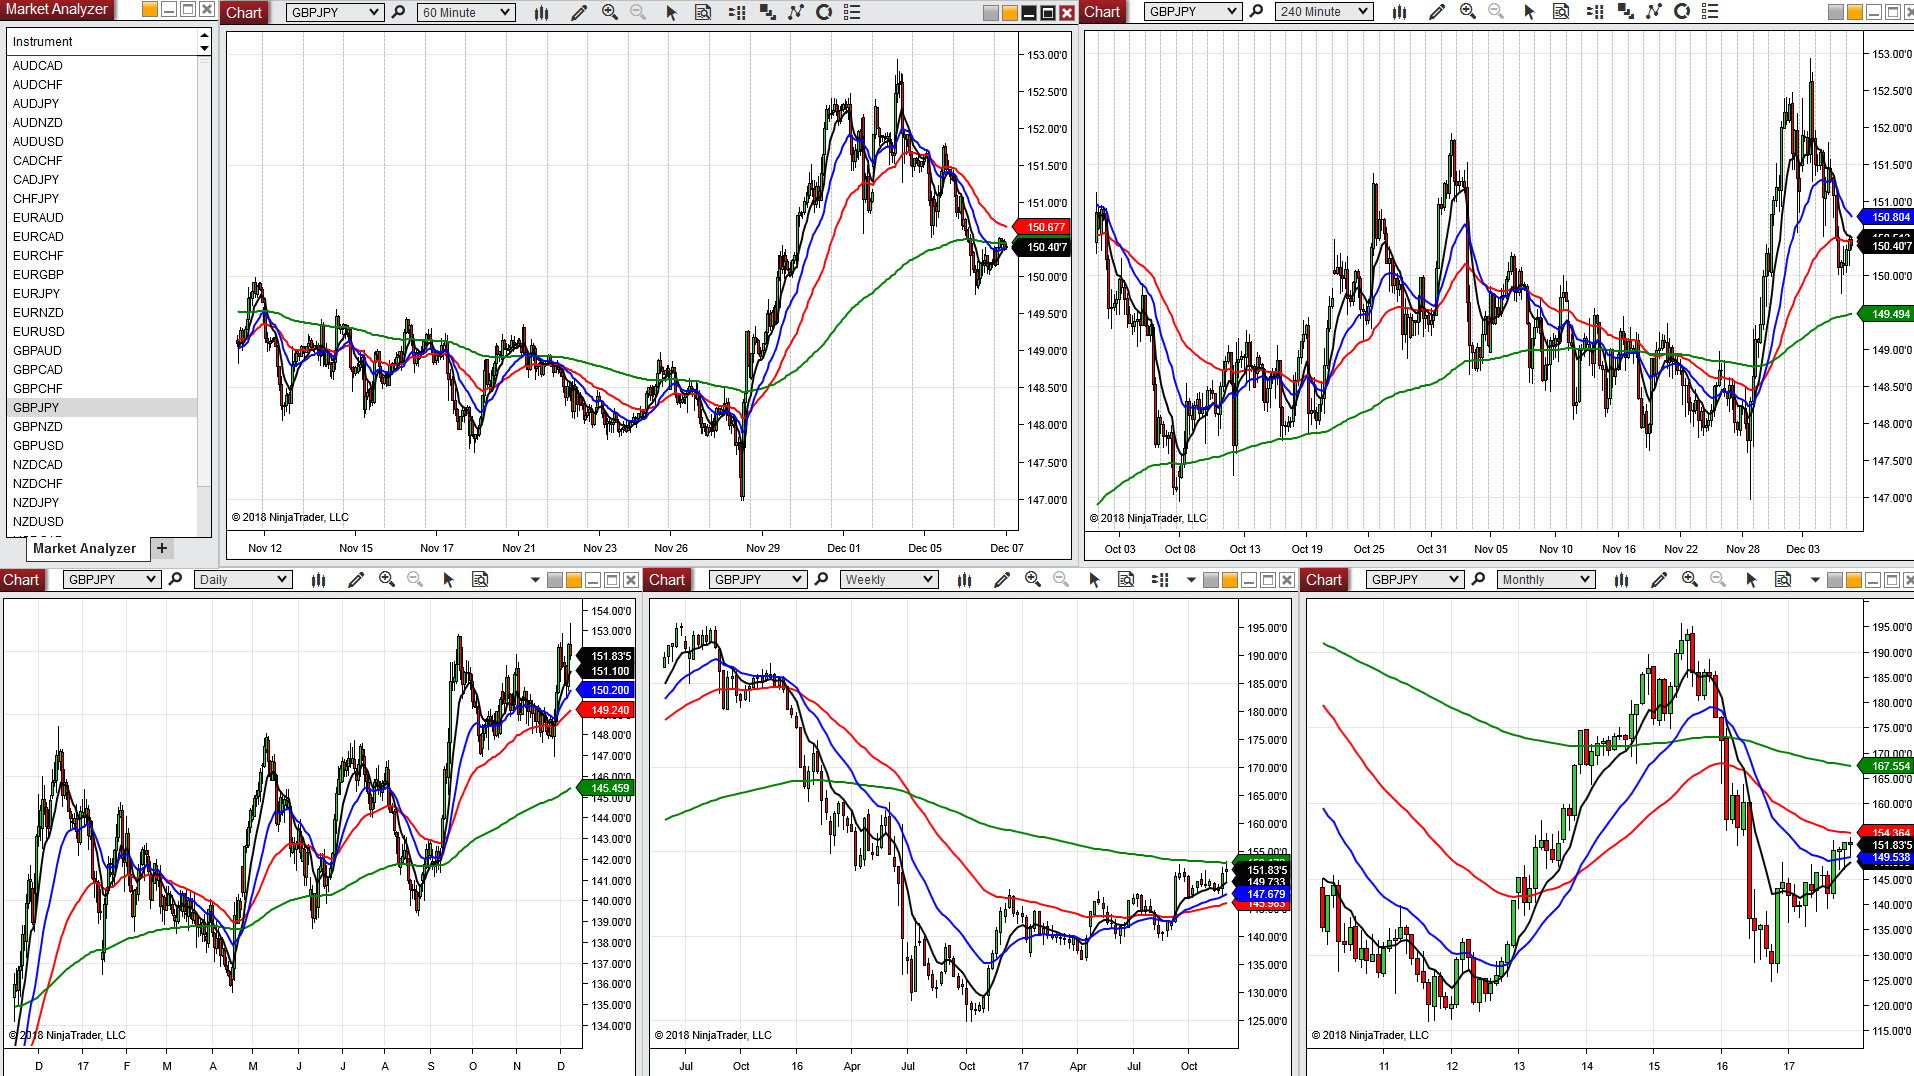 Market Analyzer
Instrument
AUDCAD
AUDCHF
AUDJPY
AUDNZD
AUDUSD
CADCHF
CADJPY
CHFJPY
EURAUD
EURCAD
EURCHF
EURGBP
EURJPY
EURNZD
EURUSD
GBPAUD
GBPCAD
GBPCHF
GBPJPY
GBPNZD
GBPUSD
NZDCAD
NZDCHF
NZDJPY
NZDUSD
Market Analyzer +
Chart GBPJPY 60 Minute
153.00'0
152.50'0
152.00'0
151.50'0
151.00'0
150.677
150.40'7
150.00'0
149.50'0
149.00'0
148.50'0
148.00'0
147.50'0
147.00'0
© 2018 NinjaTrader, LLC
Nov 12 Nov 15 Nov 17 Nov 21 Nov 23 Nov 26 Nov 29 Dec 01 Dec 05 Dec 07
Chart GBPJPY 240 Minute
153.00'0
152.50'0
152.00'0
151.50'0
151.00'0
150.804
150.40'7
150.00'0
149.494
149.00'0
148.50'0
148.00'0
147.50'0
147.00'0
© 2018 NinjaTrader, LLC
Oct 03 Oct 08 Oct 13 Oct 19 Oct 25 Oct 31 Nov 05 Nov 10 Nov 16 Nov 22 Nov 28 Dec 03
Chart GBPJPY Daily
154.00'0
153.00'0
151.83'5
151.100
150.200
149.240
148.00'0
147.00'0
146.00'0
145.459
143.00'0
142.00'0
141.00'0
140.00'0
139.00'0
138.00'0
137.00'0
136.00'0
135.00'0
134.00'0
© 2018 NinjaTrader, LLC
D 17 F M A M J J A S O N D
Chart GBPJPY Weekly
195.00'0
190.00'0
185.00'0
180.00'0
175.00'0
170.00'0
165.00'0
160.00'0
155.00'0
151.83'5
149.733
147.679
145.983
140.00'0
135.00'0
130.00'0
125.00'0
© 2018 NinjaTrader, LLC
Jul Oct 16 Apr Jul Oct 17 Apr Jul Oct
Chart GBPJPY Monthly
195.00'0
190.00'0
185.00'0
180.00'0
175.00'0
170.00'0
167.554
165.00'0
160.00'0
154.364
151.83'5
149.538
145.00'0
140.00'0
135.00'0
130.00'0
125.00'0
120.00'0
115.00'0
© 2018 NinjaTrader, LLC
11 12 13 14 15 16 17